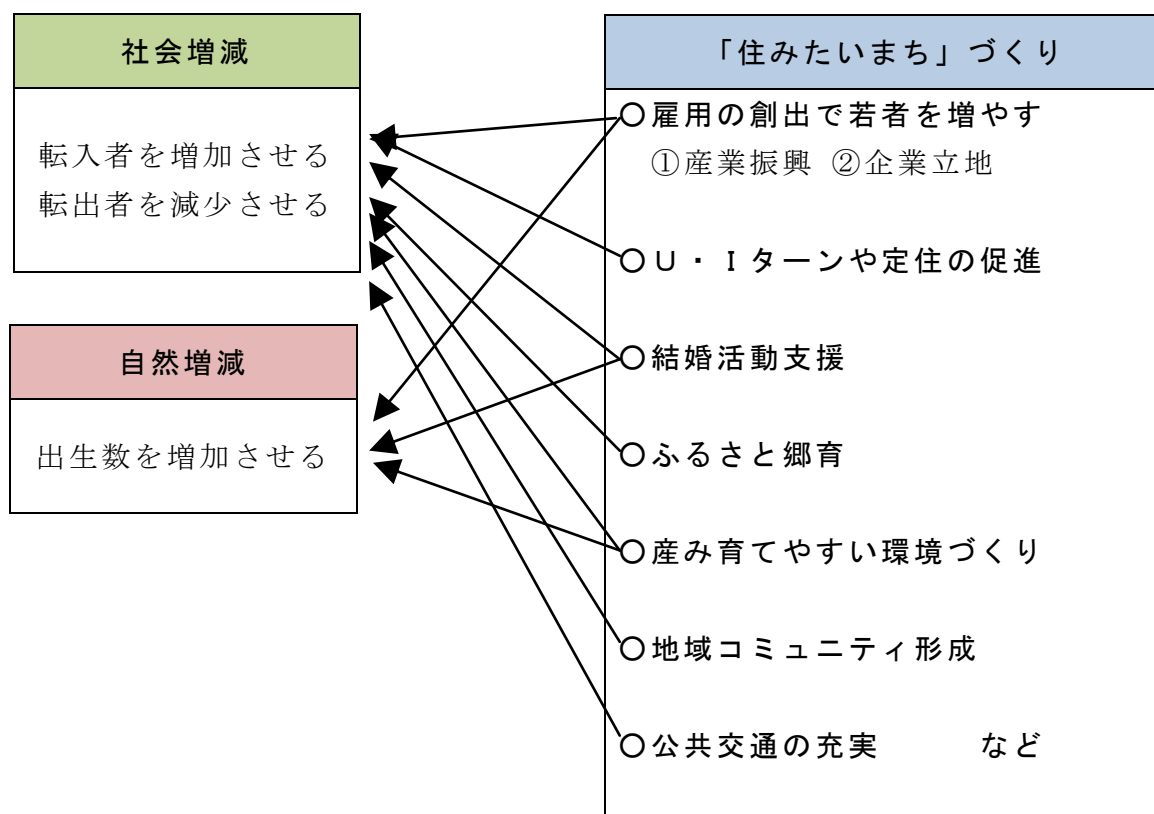 社会増減
転入者を増加させる
転出者を減少させる
自然増減
出生数を増加させる
「住みたいまち」づくり
○雇用の創出で若者を増やす
①産業振興 ②企業立地
○Ｕ・Ｉターンや定住の促進
○結婚活動支援
○ふるさと郷育
○産み育てやすい環境づくり
○地域コミュニティ形成
○公共交通の充実　　　など